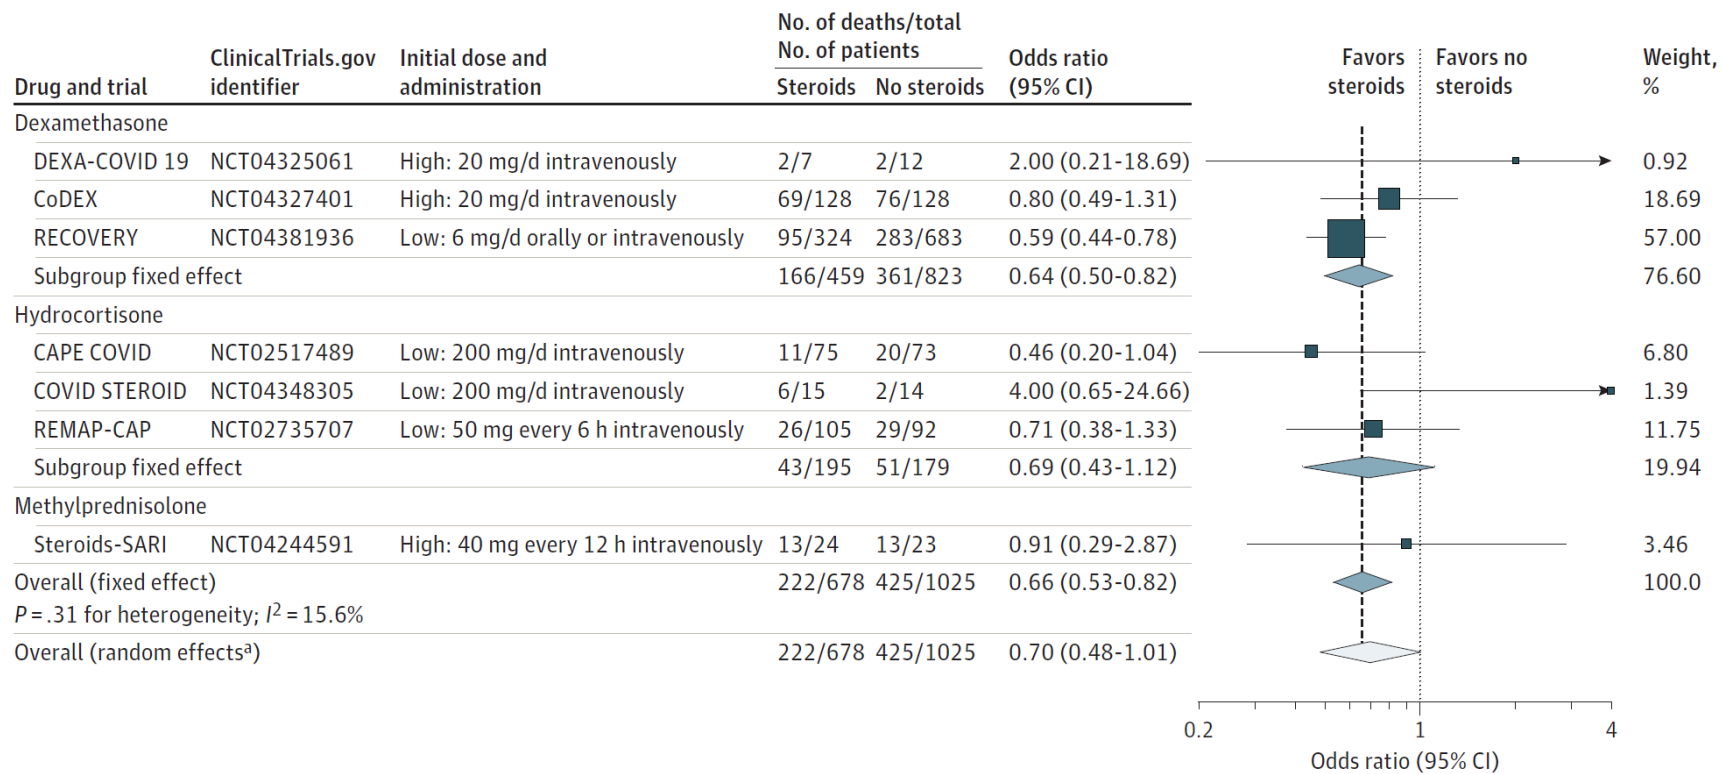 No. of deaths/total
No. of patients
Drug and trial ClinicalTrials.gov identifier Initial dose and administration Steroids No steroids Odds ratio (95% CI) Favors steroids Favors no steroids Weight, %
Dexamethasone
DEXA-COVID 19 NCT04325061 High: 20 mg/d intravenously 2/7 2/12 2.00 (0.21-18.69) 0.92
CoDEX NCT04327401 High: 20 mg/d intravenously 69/128 76/128 0.80 (0.49-1.31) 18.69
RECOVERY NCT04381936 Low: 6 mg/d orally or intravenously 95/324 283/683 0.59 (0.44-0.78) 57.00
Subgroup fixed effect 166/459 361/823 0.64 (0.50-0.82) 76.60
Hydrocortisone
CAPE COVID NCT02517489 Low: 200 mg/d intravenously 11/75 20/73 0.46 (0.20-1.04) 6.80
COVID STEROID NCT04348305 Low: 200 mg/d intravenously 6/15 2/14 4.00 (0.65-24.66) 1.39
REMAP-CAP NCT02735707 Low: 50 mg every 6 h intravenously 26/105 29/92 0.71 (0.38-1.33) 11.75
Subgroup fixed effect 43/195 51/179 0.69 (0.43-1.12) 19.94
Methylprednisolone
Steroids-SARI NCT04244591 High: 40 mg every 12 h intravenously 13/24 13/23 0.91 (0.29-2.87) 3.46
Overall (fixed effect) 222/678 425/1025 0.66 (0.53-0.82) 100.0
P = .31 for heterogeneity; I² = 15.6%
Overall (random effectsᵃ) 222/678 425/1025 0.70 (0.48-1.01)
0.2 1 4
Odds ratio (95% CI)